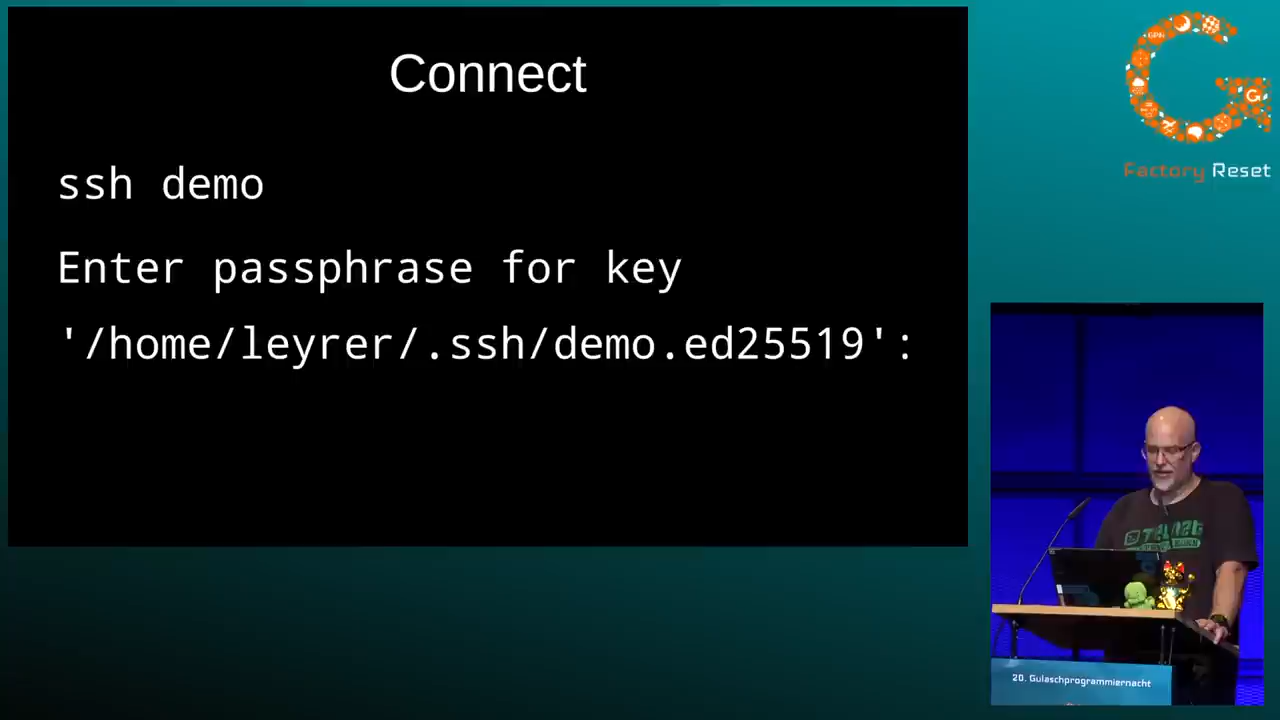 Connect
ssh demo
Enter passphrase for key
'/home/leyrer/.ssh/demo.ed25519':
Factory Reset
20. Gulaschprogrammiernacht